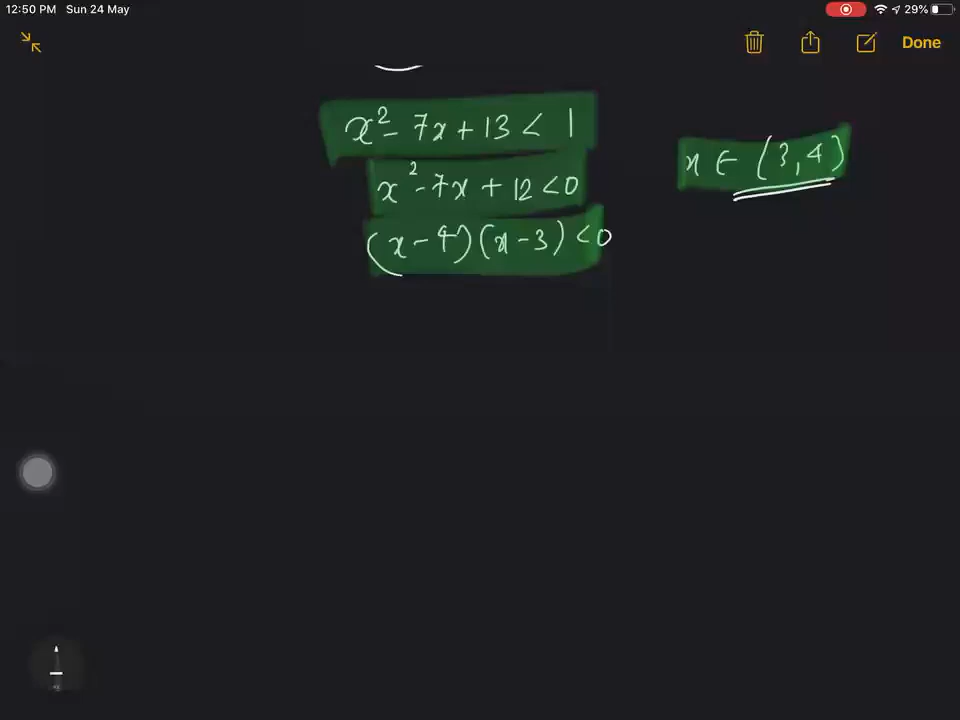 12:50 PM Sun 24 May 29%
Done
x² - 7x + 13 < 1
x ∈ (3,4)
x² - 7x + 12 < 0
(x - 4)(x - 3) < 0